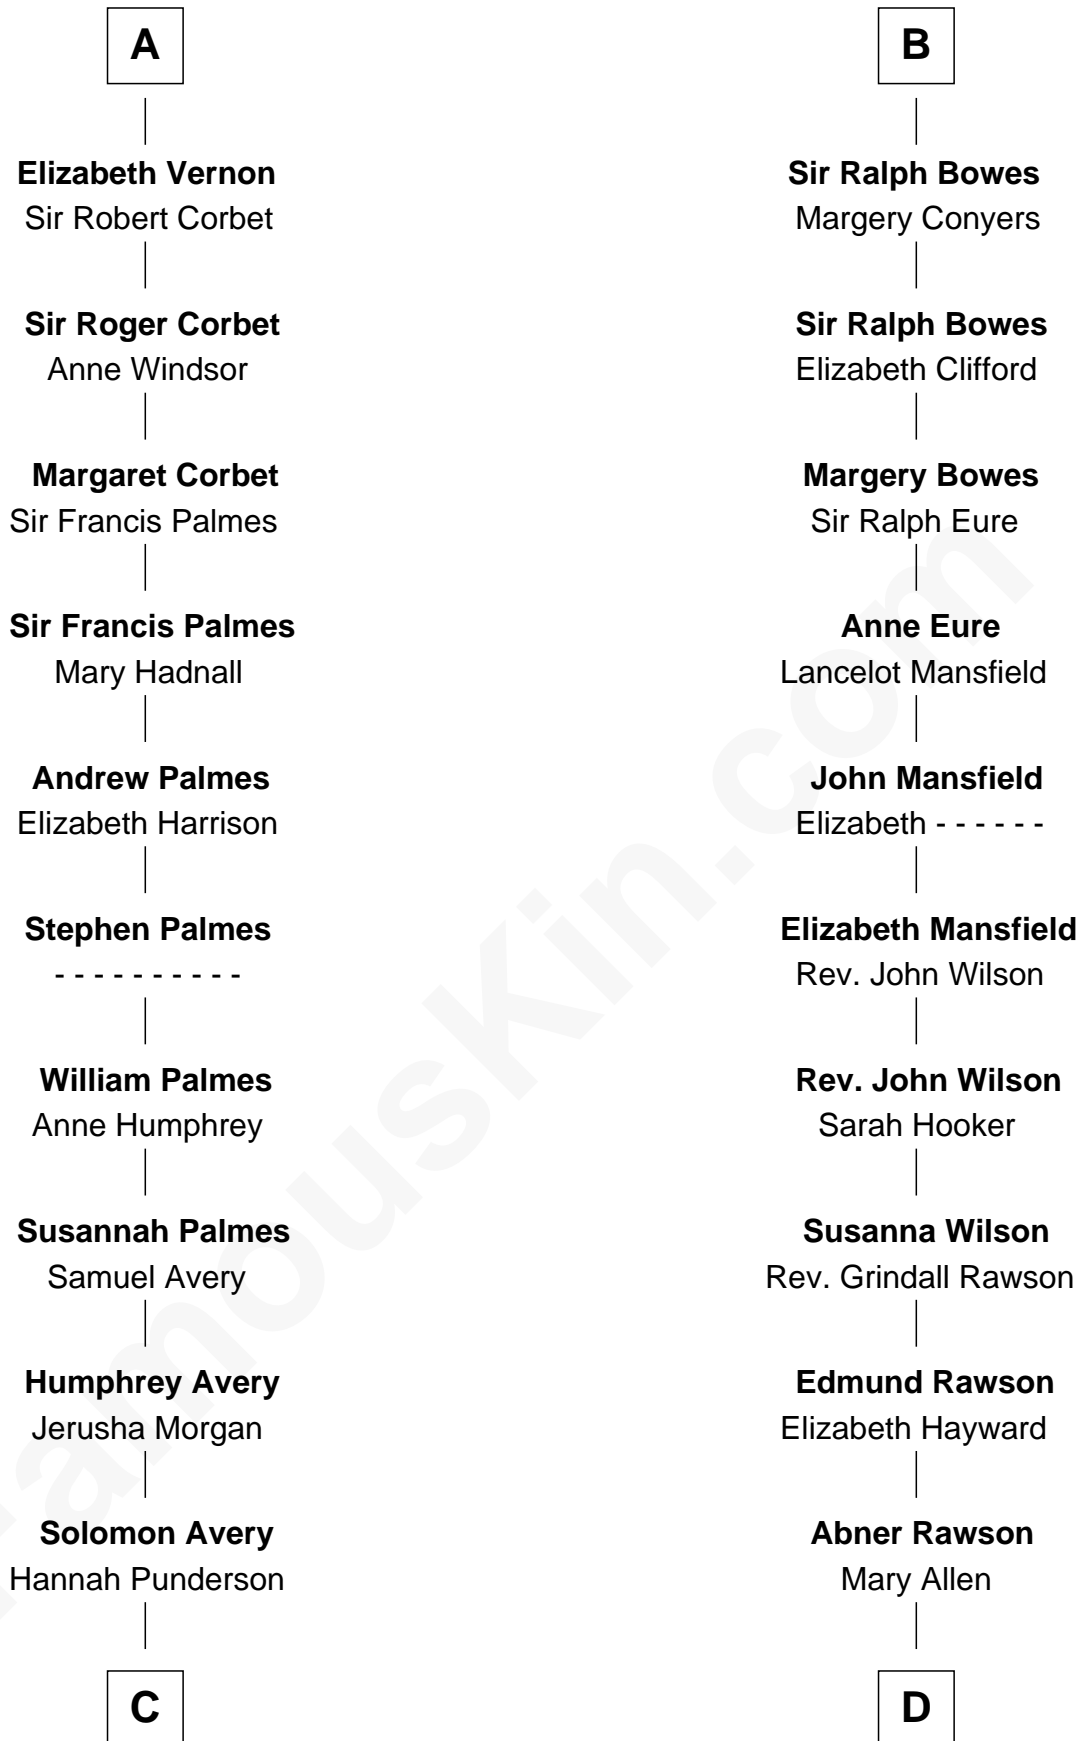 A
Elizabeth Vernon
Sir Robert Corbet
Sir Roger Corbet
Anne Windsor
Margaret Corbet
Sir Francis Palmes
Sir Francis Palmes
Mary Hadnall
Andrew Palmes
Elizabeth Harrison
Stephen Palmes
- - - - - - - - - -
William Palmes
Anne Humphrey
Susannah Palmes
Samuel Avery
Humphrey Avery
Jerusha Morgan
Solomon Avery
Hannah Punderson
C
B
Sir Ralph Bowes
Margery Conyers
Sir Ralph Bowes
Elizabeth Clifford
Margery Bowes
Sir Ralph Eure
Anne Eure
Lancelot Mansfield
John Mansfield
Elizabeth - - - - - -
Elizabeth Mansfield
Rev. John Wilson
Rev. John Wilson
Sarah Hooker
Susanna Wilson
Rev. Grindall Rawson
Edmund Rawson
Elizabeth Hayward
Abner Rawson
Mary Allen
D
FamousKin.com